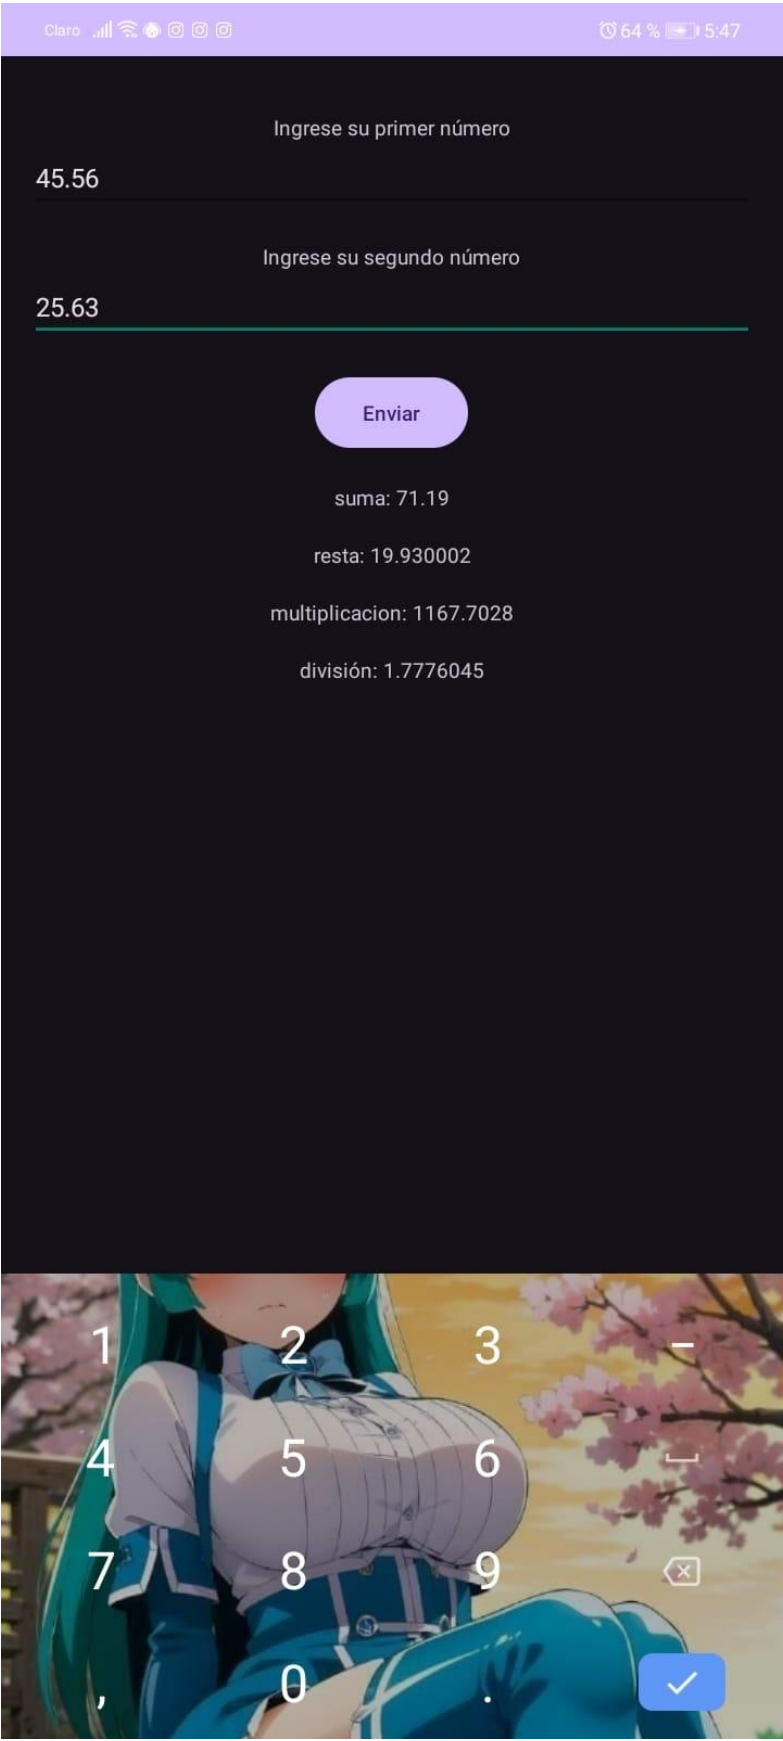 Claro 64 % 5:47
Ingrese su primer número
45.56
Ingrese su segundo número
25.63
Enviar
suma: 71.19
resta: 19.930002
multiplicacion: 1167.7028
división: 1.7776045
1 2 3 -
4 5 6
7 8 9
, 0 .